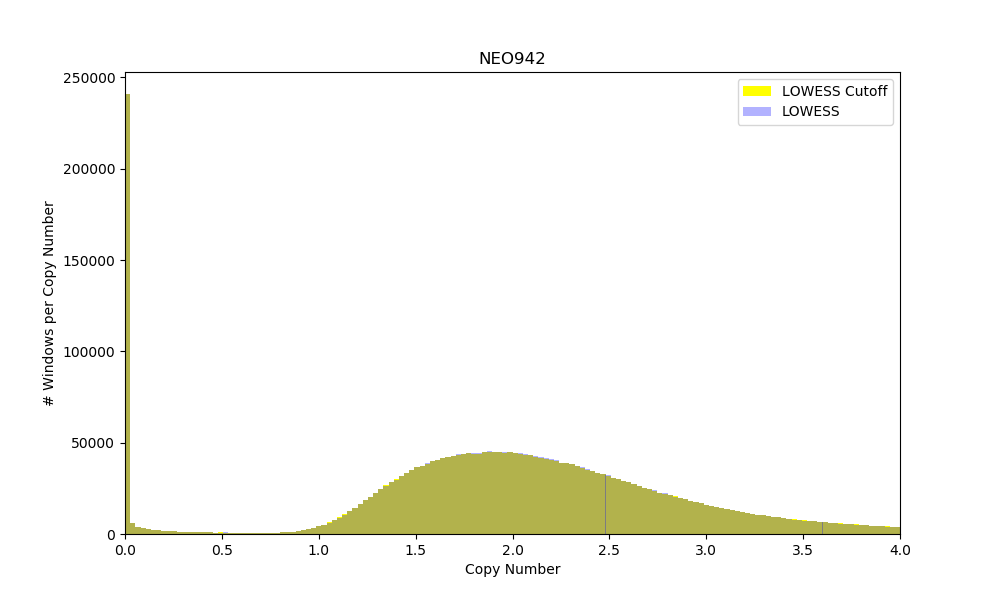 NEO942
250000
200000
150000
100000
50000
0
# Windows per Copy Number
LOWESS Cutoff
LOWESS
0.0 0.5 1.0 1.5 2.0 2.5 3.0 3.5 4.0
Copy Number